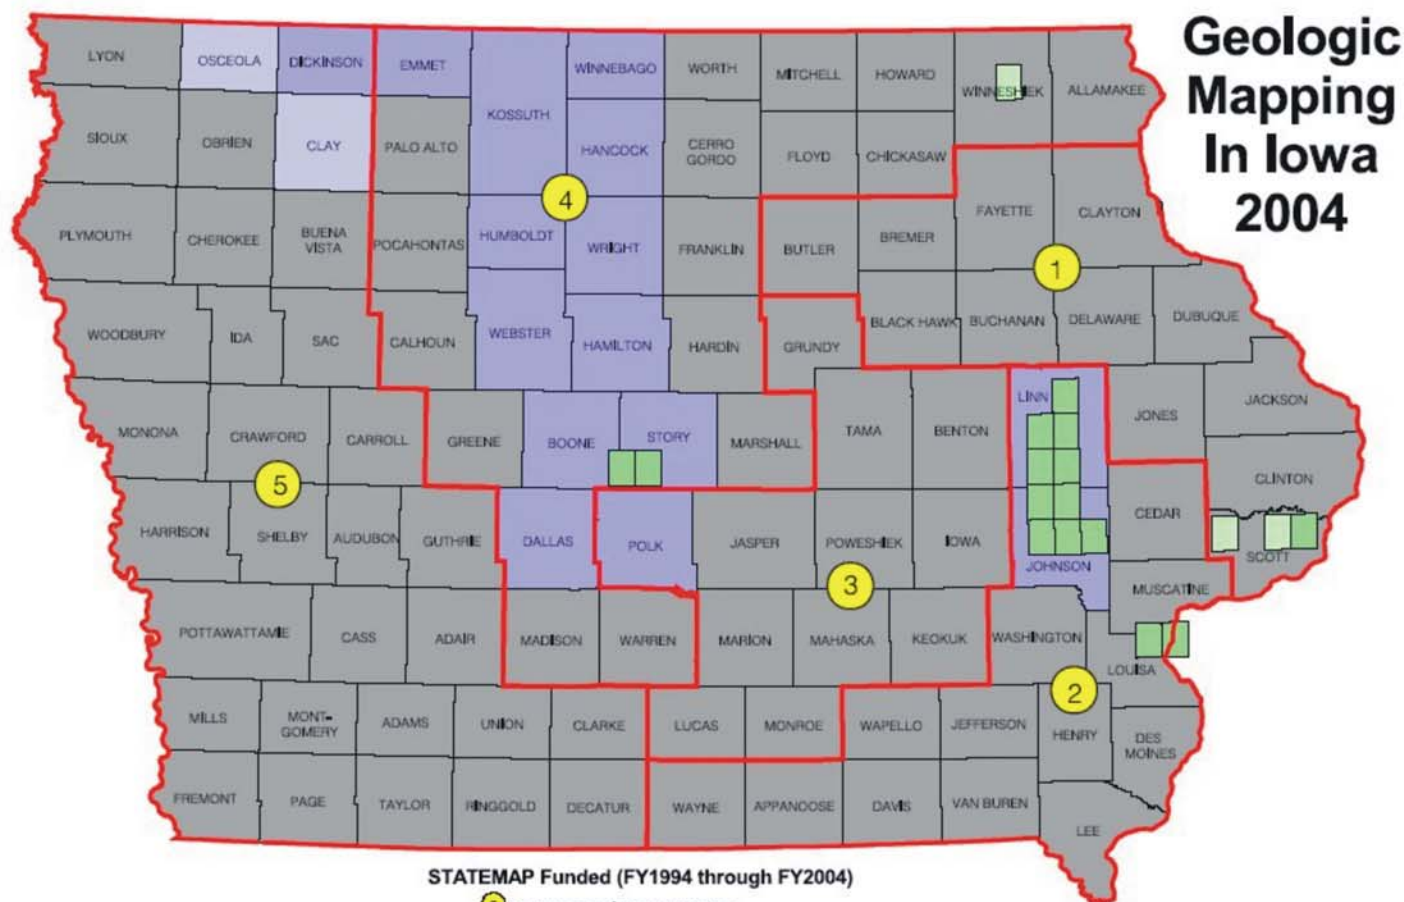 Geologic
Mapping
In Iowa
2004
LYON
OSCEOLA
DICKINSON
EMMET
KOSSUTH
WINNEBAGO
WORTH
MITCHELL
HOWARD
WINNESHIEK
ALLAMAKEE
SIOUX
OBRIEN
CLAY
PALO ALTO
HANCOCK
CERRO
GORDO
FLOYD
CHICKASAW
4
PLYMOUTH
CHEROKEE
BUENA
VISTA
POCAHONTAS
HUMBOLDT
WRIGHT
FRANKLIN
BUTLER
BREMER
FAYETTE
CLAYTON
1
WOODBURY
IDA
SAC
CALHOUN
WEBSTER
HAMILTON
HARDIN
GRUNDY
BLACK HAWK
BUCHANAN
DELAWARE
DUBUQUE
MONONA
CRAWFORD
CARROLL
GREENE
BOONE
STORY
MARSHALL
TAMA
BENTON
LINN
JONES
JACKSON
5
CLINTON
HARRISON
SHELBY
AUDUBON
GUTHRIE
DALLAS
POLK
JASPER
POWESHIEK
IOWA
JOHNSON
CEDAR
SCOTT
3
MUSCATINE
POTTAWATTAMIE
CASS
ADAIR
MADISON
WARREN
MARION
MAHASKA
KEOKUK
WASHINGTON
LOUISA
2
MILLS
MONT-
GOMERY
ADAMS
UNION
CLARKE
LUCAS
MONROE
WAPELLO
JEFFERSON
HENRY
DES
MOINES
FREMONT
PAGE
TAYLOR
RINGGOLD
DECATUR
WAYNE
APPANOOSE
DAVIS
VAN BUREN
LEE
STATEMAP Funded (FY1994 through FY2004)